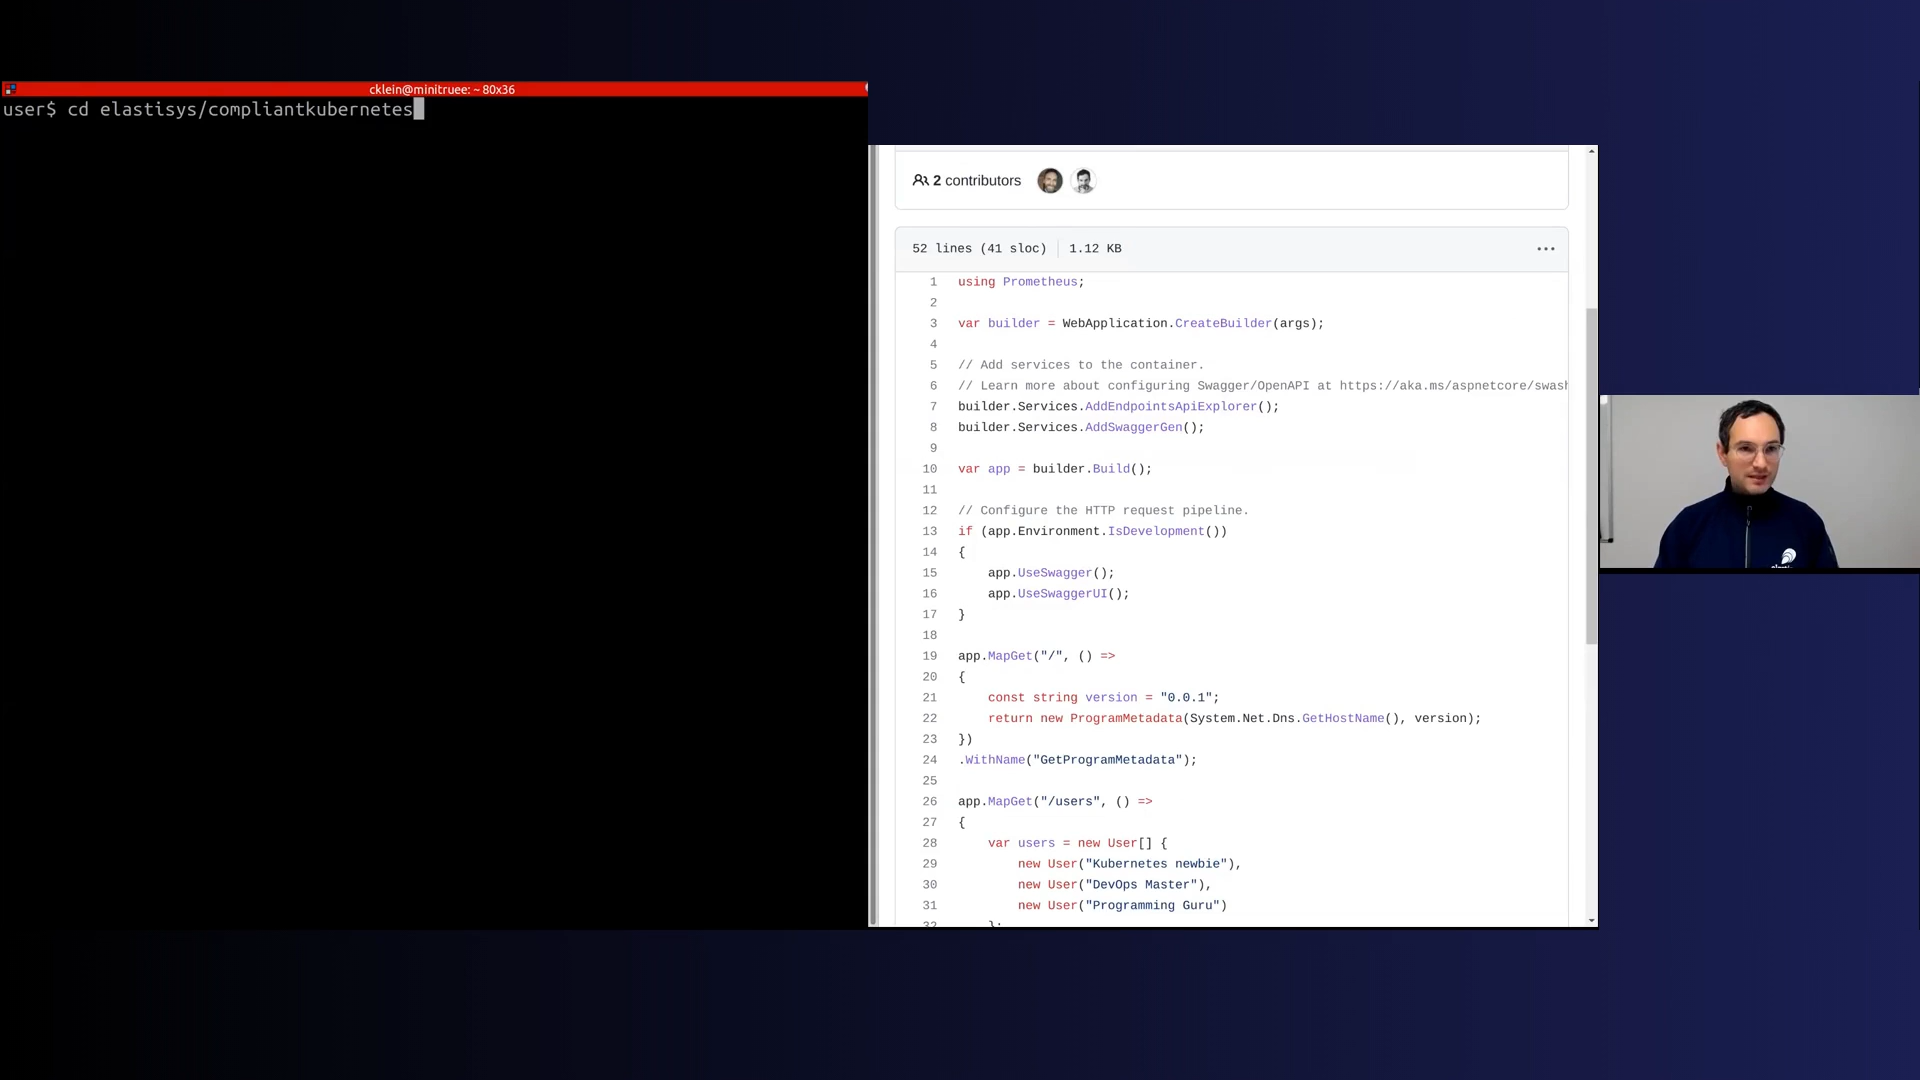 cklein@minitruee: ~ 80x36
user$ cd elastisys/compliantkubernetes
2 contributors
52 lines (41 sloc) 1.12 KB
1 using Prometheus;
2
3 var builder = WebApplication.CreateBuilder(args);
4
5 // Add services to the container.
6 // Learn more about configuring Swagger/OpenAPI at https://aka.ms/aspnetcore/swash
7 builder.Services.AddEndpointsApiExplorer();
8 builder.Services.AddSwaggerGen();
9
10 var app = builder.Build();
11
12 // Configure the HTTP request pipeline.
13 if (app.Environment.IsDevelopment())
14 {
15 app.UseSwagger();
16 app.UseSwaggerUI();
17 }
18
19 app.MapGet("/", () =>
20 {
21 const string version = "0.0.1";
22 return new ProgramMetadata(System.Net.Dns.GetHostName(), version);
23 })
24 .WithName("GetProgramMetadata");
25
26 app.MapGet("/users", () =>
27 {
28 var users = new User[] {
29 new User("Kubernetes newbie"),
30 new User("DevOps Master"),
31 new User("Programming Guru")
32 };